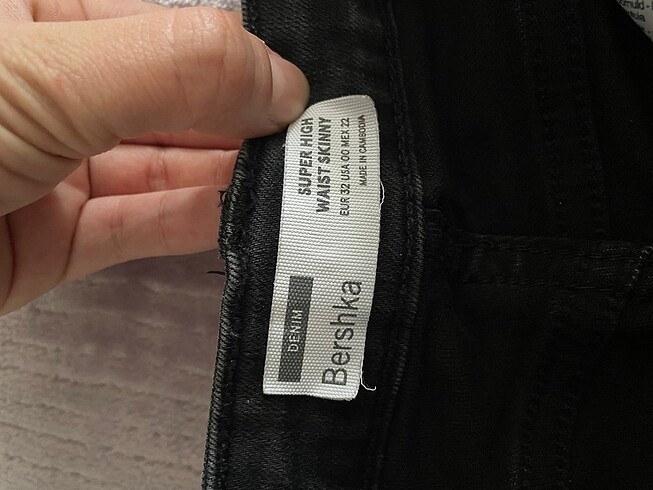 SUPER HIGH
WAIST SKINNY
EUR 32 USA 00 MEX 22
MADE IN CAMBODIA
DENIM
Bershka